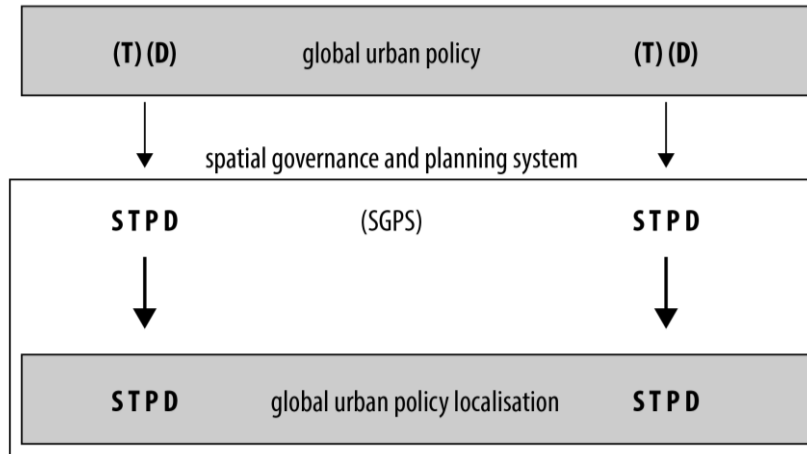 (T) (D) global urban policy (T) (D)
spatial governance and planning system
S T P D (SGPS) S T P D
S T P D global urban policy localisation S T P D